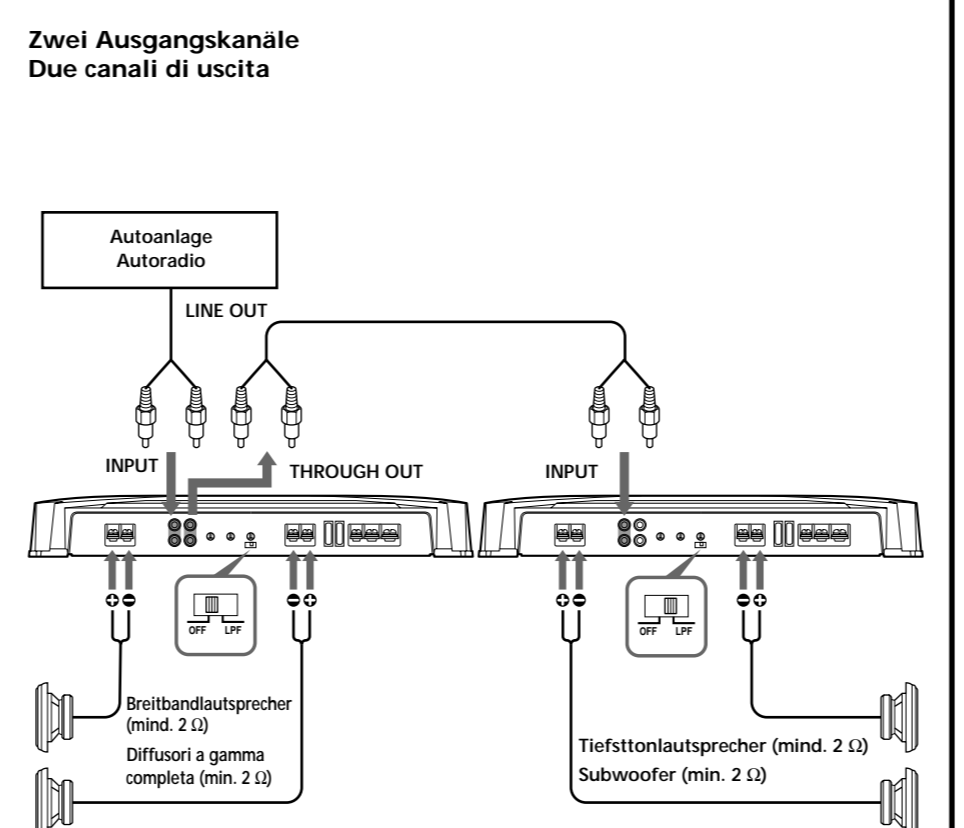 Zwei Ausgangskanäle
Due canali di uscita
Autoanlage
Autoradio
LINE OUT
INPUT
THROUGH OUT
INPUT
OFF LPF
OFF LPF
Breitbandlautsprecher
(mind. 2 Ω)
Diffusori a gamma
completa (min. 2 Ω)
Tiefsttonlautsprecher (mind. 2 Ω)
Subwoofer (min. 2 Ω)